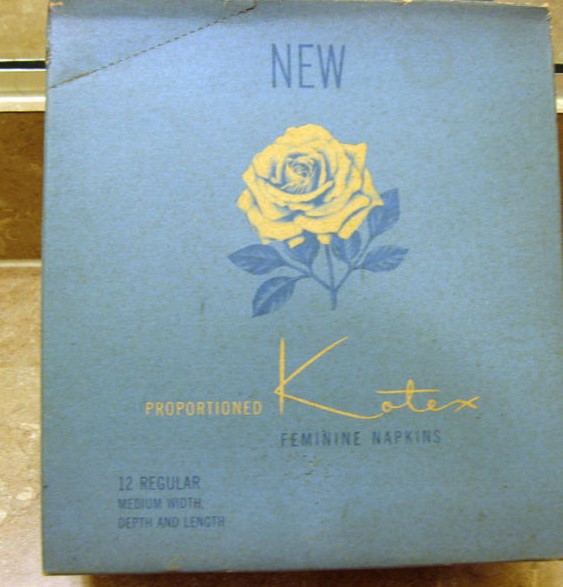 NEW
PROPORTIONED Kotex
FEMININE NAPKINS
12 REGULAR
MEDIUM WIDTH,
DEPTH AND LENGTH